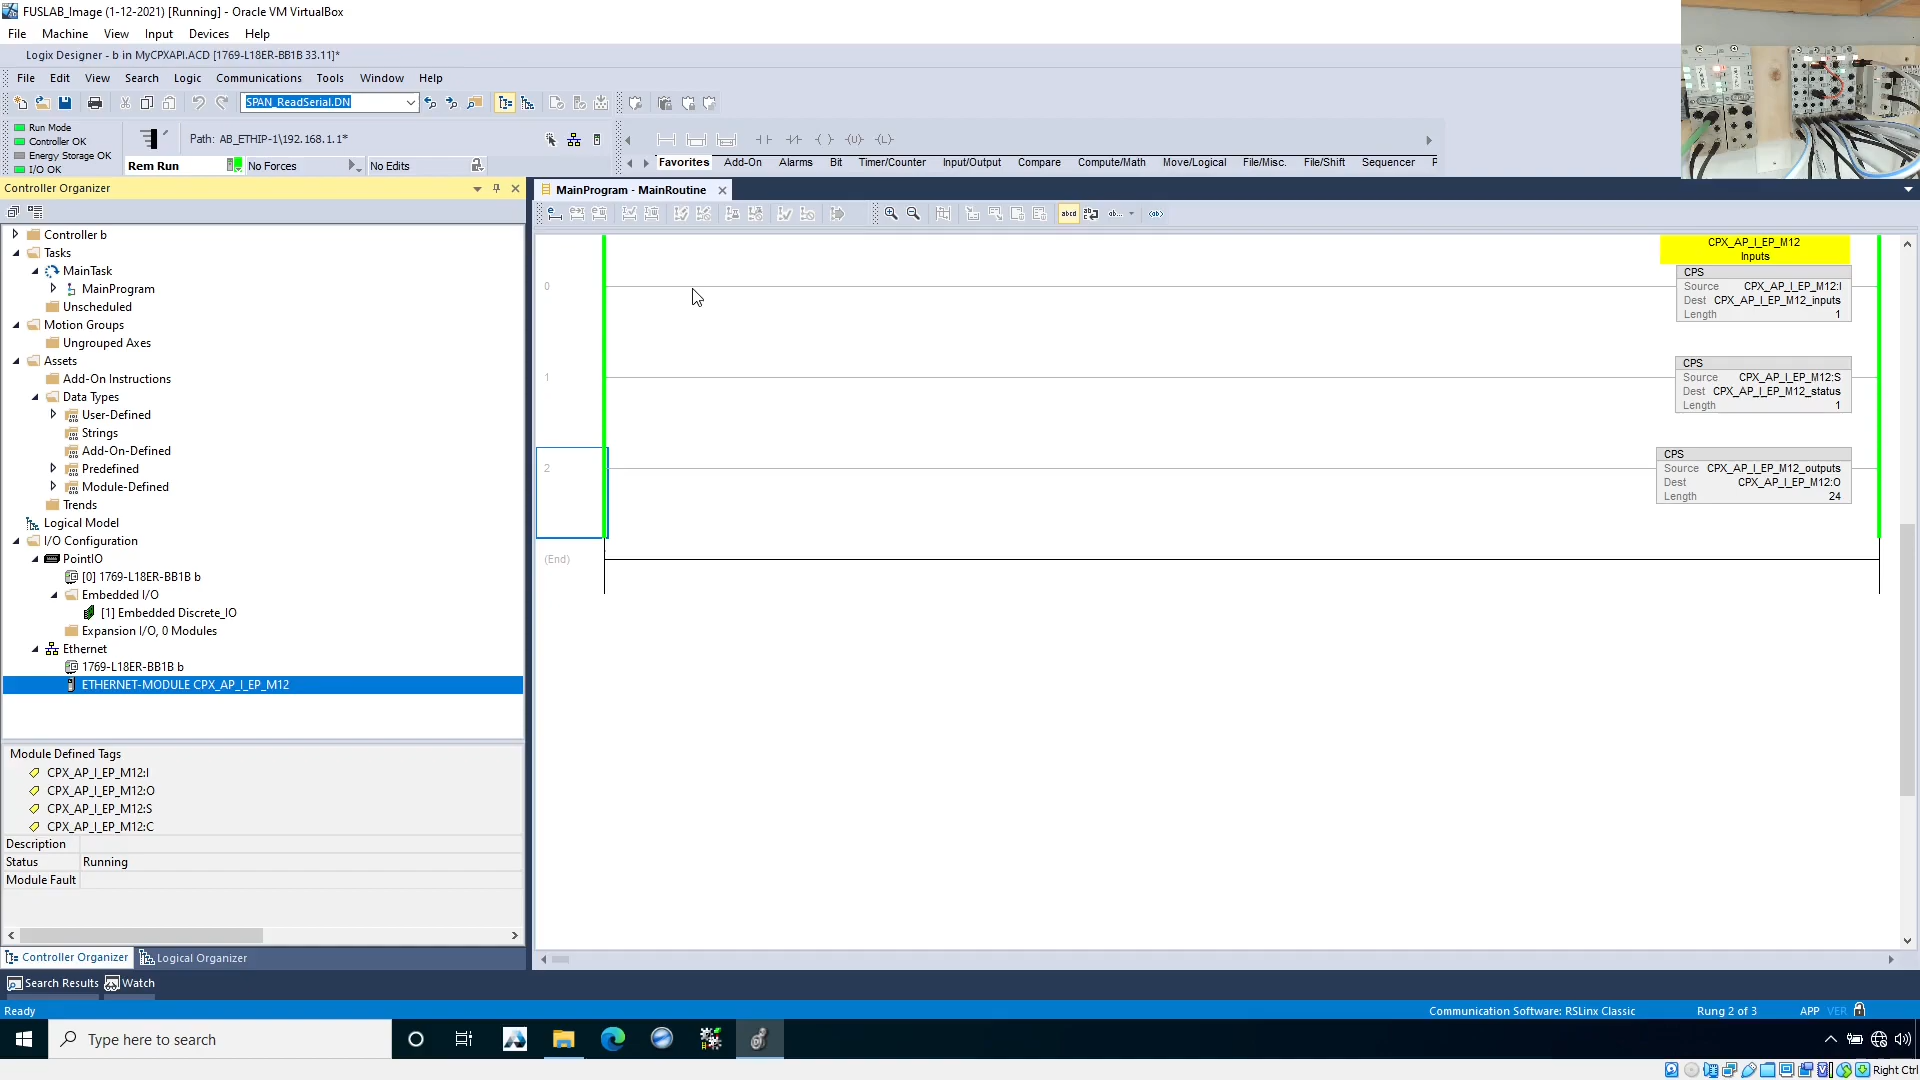 FUSLAB_Image (1-12-2021) [Running] - Oracle VM VirtualBox
File Machine View Input Devices Help
Logix Designer - b in MyCPXAPI.ACD [1769-L18ER-BB1B 33.11]*
File Edit View Search Logic Communications Tools Window Help
SPAN_ReadSerial.DN
Run Mode
Controller OK
Energy Storage OK
I/O OK
Path: AB_ETHIP-1\192.168.1.1*
Rem Run No Forces No Edits
Favorites Add-On Alarms Bit Timer/Counter Input/Output Compare Compute/Math Move/Logical File/Misc. File/Shift Sequencer
Controller Organizer
Controller b
Tasks
MainTask
MainProgram
Unscheduled
Motion Groups
Ungrouped Axes
Assets
Add-On Instructions
Data Types
User-Defined
Strings
Add-On-Defined
Predefined
Module-Defined
Trends
Logical Model
I/O Configuration
PointIO
[0] 1769-L18ER-BB1B b
Embedded I/O
[1] Embedded Discrete_IO
Expansion I/O, 0 Modules
Ethernet
1769-L18ER-BB1B b
ETHERNET-MODULE CPX_AP_I_EP_M12
Module Defined Tags
CPX_AP_I_EP_M12:I
CPX_AP_I_EP_M12:O
CPX_AP_I_EP_M12:S
CPX_AP_I_EP_M12:C
Description
Status Running
Module Fault
Controller Organizer Logical Organizer
MainProgram - MainRoutine
CPX_AP_I_EP_M12
Inputs
0
CPS
Source CPX_AP_I_EP_M12:I
Dest CPX_AP_I_EP_M12_inputs
Length 1
1
CPS
Source CPX_AP_I_EP_M12:S
Dest CPX_AP_I_EP_M12_status
Length 1
2
CPS
Source CPX_AP_I_EP_M12_outputs
Dest CPX_AP_I_EP_M12:O
Length 24
(End)
Search Results Watch
Ready Communication Software: RSLinx Classic Rung 2 of 3 APP VER
Type here to search
Right Ctrl